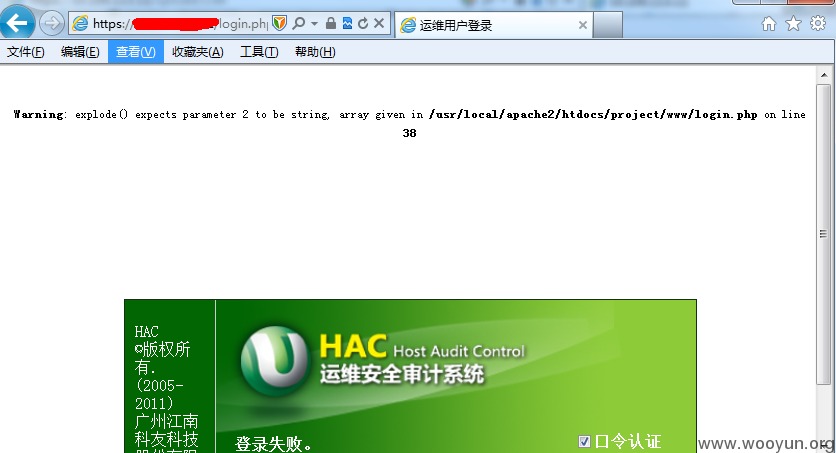 https://
/login.php
运维用户登录
文件(F) 编辑(E) 查看(V) 收藏夹(A) 工具(T) 帮助(H)
Warning: explode() expects parameter 2 to be string, array given in /usr/local/apache2/htdocs/project/www/login.php on line
38
HAC
©版权所
有.
(2005-
2011)
广州江南
科友科技
HAC Host Audit Control
运维安全审计系统
登录失败。
口令认证
www.wooyun.org